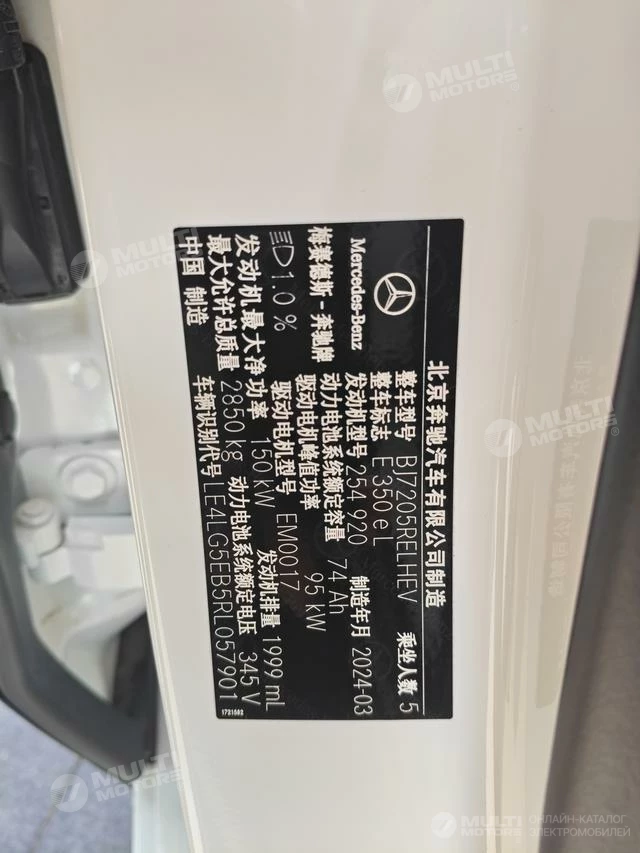 北京奔驰汽车有限公司制造
Mercedes-Benz
梅赛德斯-奔驰牌
整车型号 BJ7205RELHEV 乘坐人数 5
整车标志 E 350 e L
发动机型号 254 920 制造年月 2024-03
动力电池系统额定容量 74 Ah
驱动电机峰值功率 95 kW
1.0 % 驱动电机型号 EM0017
发动机最大净功率 150 kW 发动机排量 1999 mL
最大允许总质量 2850 kg 动力电池系统额定电压 345 V
中国 制造 车辆识别代号 LE4LG5EB5RL057901
1721582
MULTI MOTORS
MULTI MOTORS
MULTI MOTORS
MULTI MOTORS
MULTI MOTORS
ОНЛАЙН-КАТАЛОГ
ЭЛЕКТРОМОБИЛЕЙ